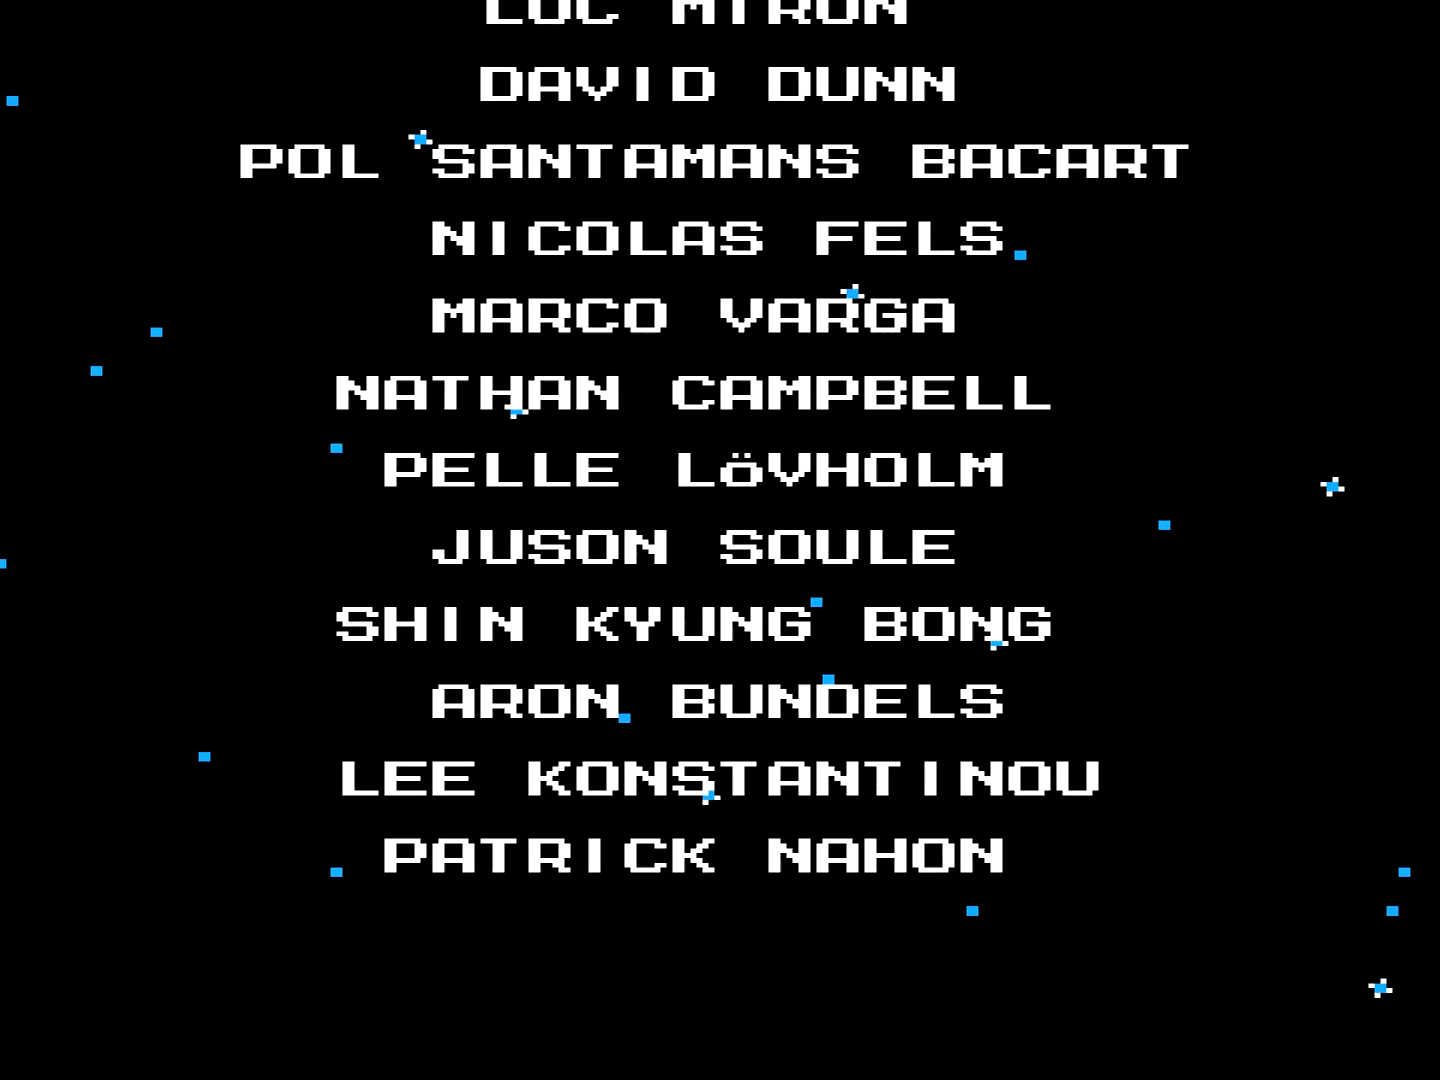 DAVID DUNN
POL SANTAMANS BACART
NICOLAS FELS
MARCO VARGA
NATHAN CAMPBELL
PELLE LöVHOLM
JUSON SOULE
SHIN KYUNG BONG
ARON BUNDELS
LEE KONSTANTINOU
PATRICK NAHON